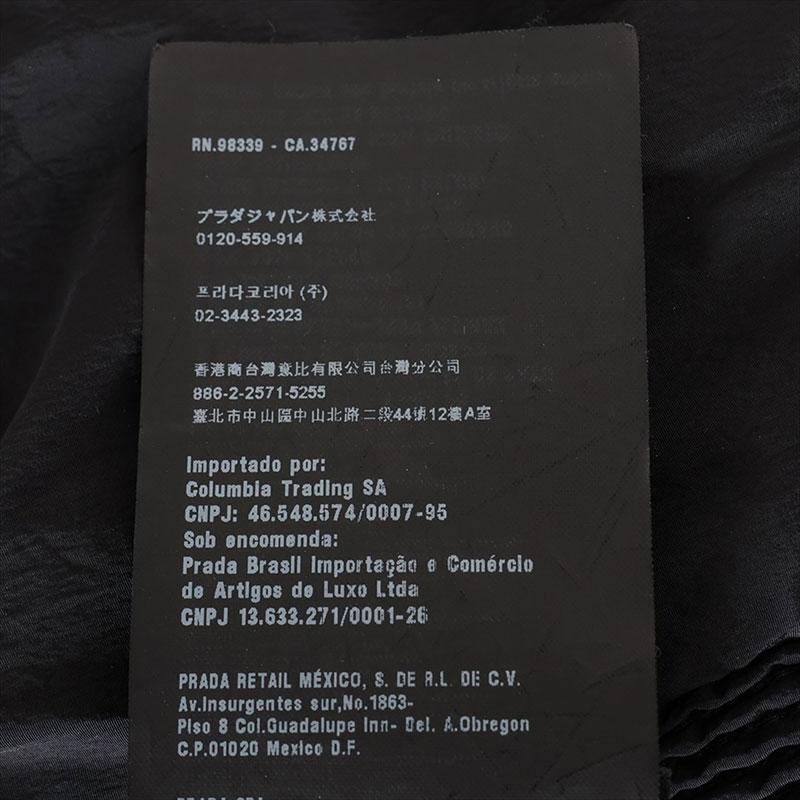 RN.98339 - CA.34767
プラダジャパン株式会社
0120-559-914
프라다코리아 (주)
02-3443-2323
香港商台灣意比有限公司台灣分公司
886-2-2571-5255
臺北市中山區中山北路二段44號12樓A室
Importado por:
Columbia Trading SA
CNPJ: 46.548.574/0007-95
Sob encomenda:
Prada Brasil Importação e Comércio
de Artigos de Luxo Ltda
CNPJ 13.633.271/0001-26
PRADA RETAIL MÉXICO, S. DE R.L. DE C.V.
Av.Insurgentes sur,No.1863-
Piso 8 Col.Guadalupe Inn- Del. A.Obregon
C.P.01020 Mexico D.F.